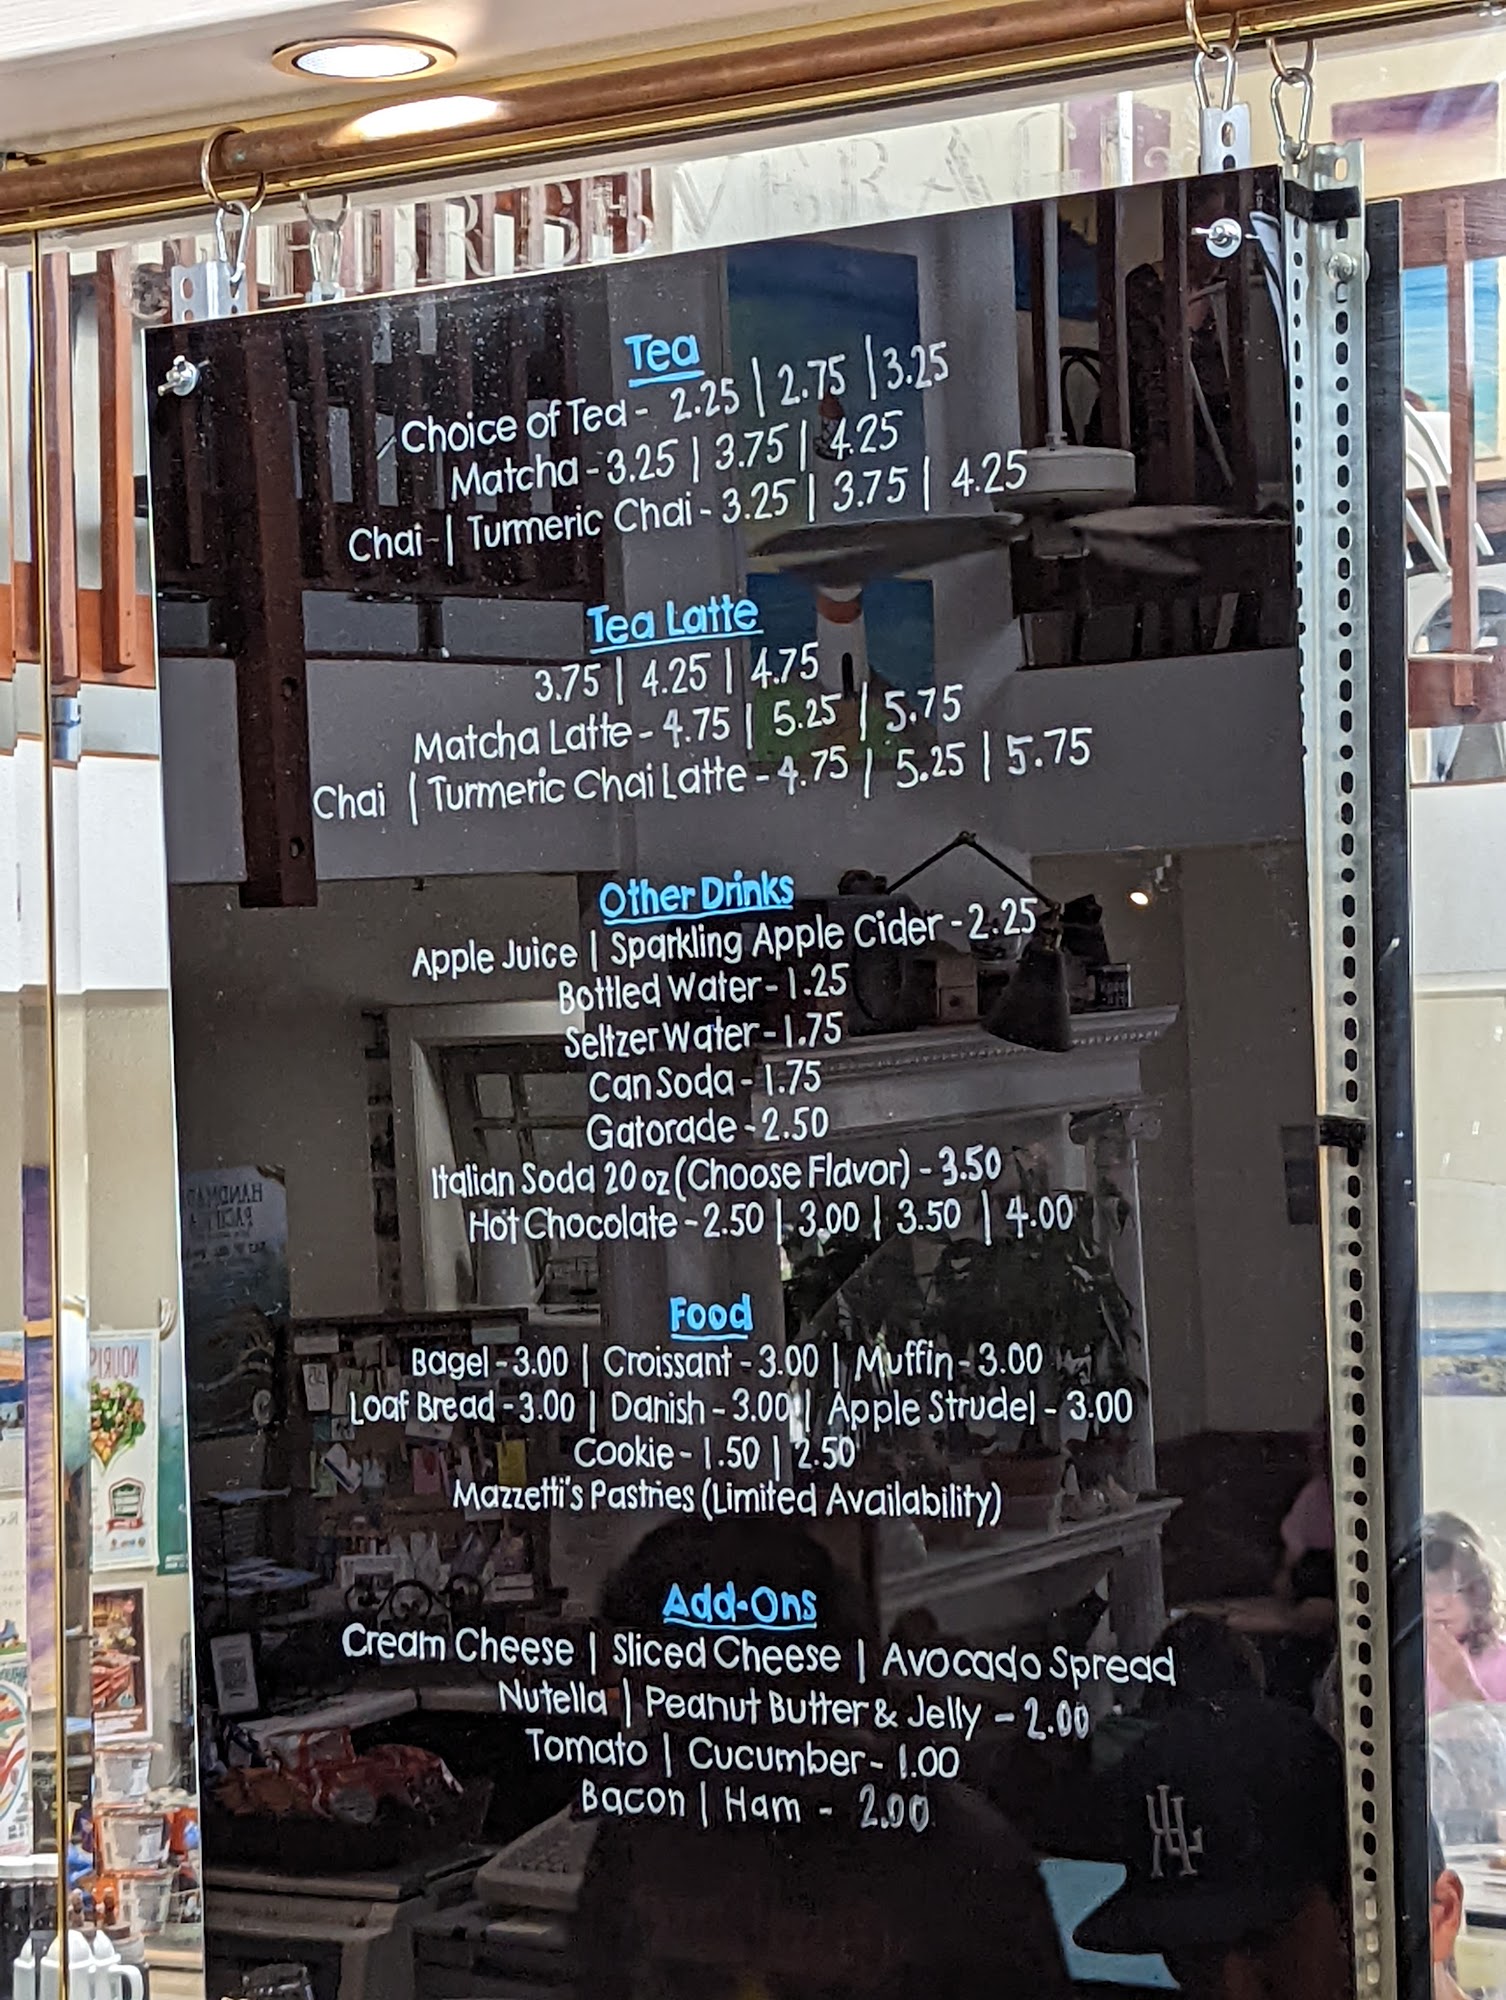 Tea
Choice of Tea - 2.25 | 2.75 | 3.25
Matcha - 3.25 | 3.75 | 4.25
Chai | Turmeric Chai - 3.25 | 3.75 | 4.25
Tea Latte
3.75 | 4.25 | 4.75
Matcha Latte - 4.75 | 5.25 | 5.75
Chai | Turmeric Chai Latte - 4.75 | 5.25 | 5.75
Other Drinks
Apple Juice | Sparkling Apple Cider - 2.25
Bottled Water - 1.25
Seltzer Water - 1.75
Can Soda - 1.75
Gatorade - 2.50
Italian Soda 20 oz (Choose Flavor) - 3.50
Hot Chocolate - 2.50 | 3.00 | 3.50 | 4.00
Food
Bagel - 3.00 | Croissant - 3.00 | Muffin - 3.00
Loaf Bread - 3.00 | Danish - 3.00 | Apple Strudel - 3.00
Cookie - 1.50 | 2.50
Mazzetti's Pastries (Limited Availability)
Add-Ons
Cream Cheese | Sliced Cheese | Avocado Spread
Nutella | Peanut Butter & Jelly - 2.00
Tomato | Cucumber - 1.00
Bacon | Ham - 2.00